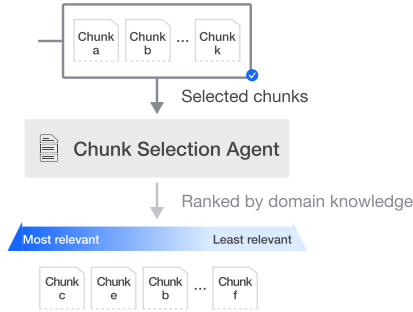 Chunk a
Chunk b
...
Chunk k
Selected chunks
Chunk Selection Agent
Ranked by domain knowledge
Most relevant
Least relevant
Chunk c
Chunk e
Chunk b
...
Chunk f